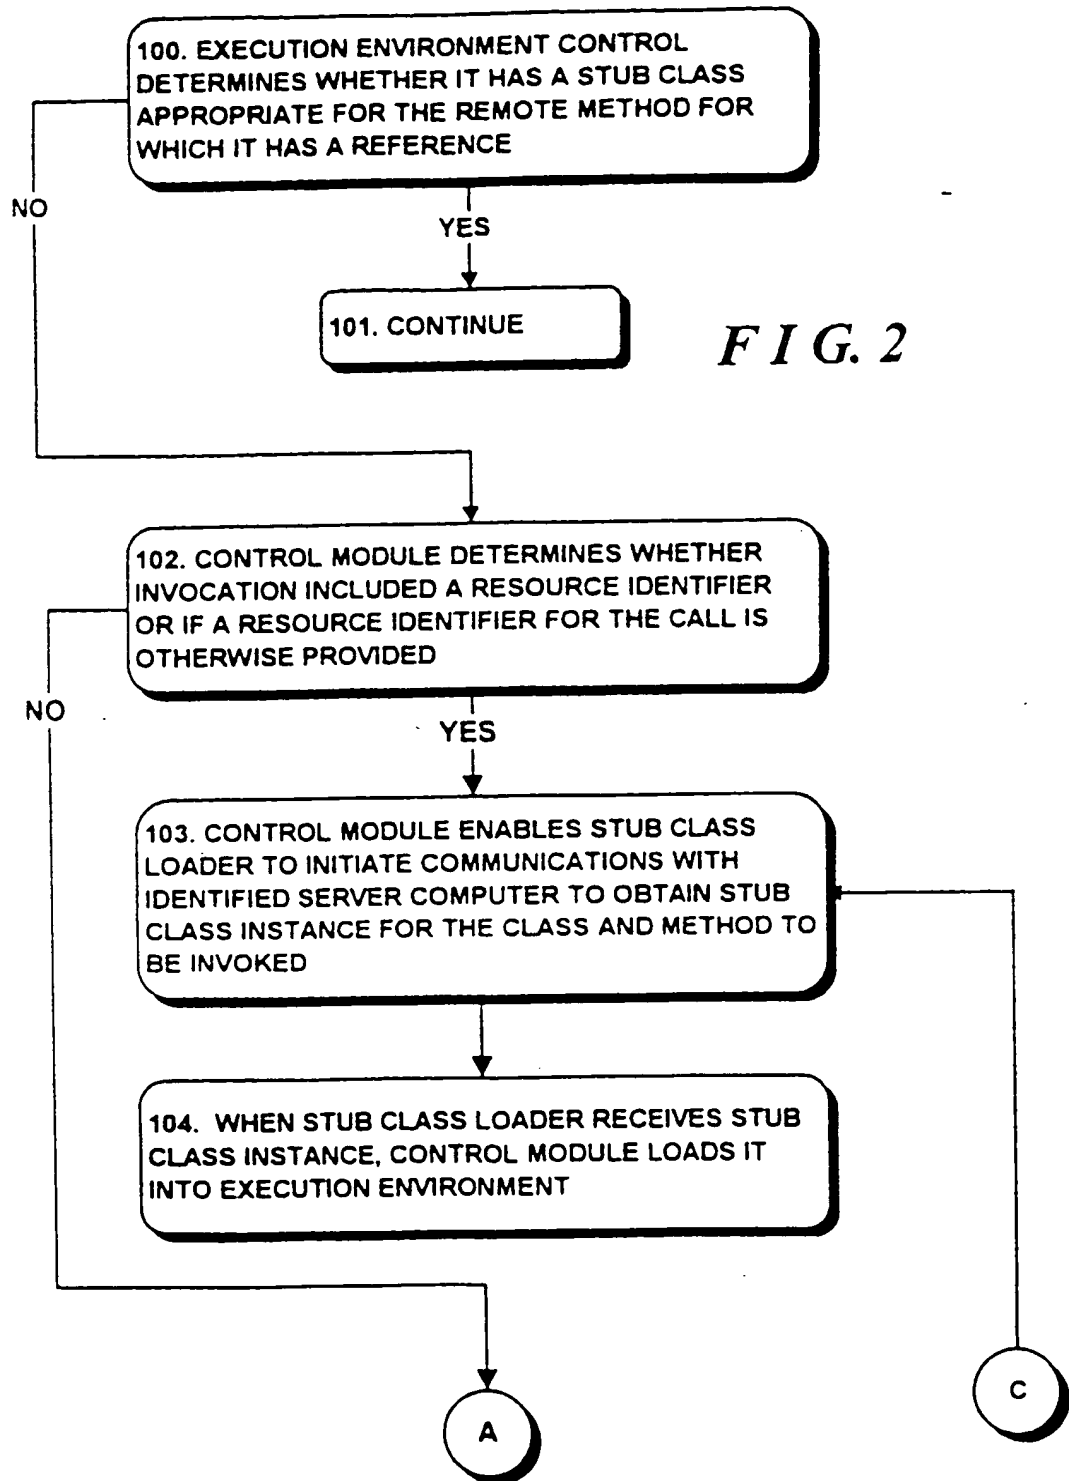 100. EXECUTION ENVIRONMENT CONTROL
DETERMINES WHETHER IT HAS A STUB CLASS
APPROPRIATE FOR THE REMOTE METHOD FOR
WHICH IT HAS A REFERENCE
NO
YES
101. CONTINUE
FIG. 2
102. CONTROL MODULE DETERMINES WHETHER
INVOCATION INCLUDED A RESOURCE IDENTIFIER
OR IF A RESOURCE IDENTIFIER FOR THE CALL IS
OTHERWISE PROVIDED
NO
YES
103. CONTROL MODULE ENABLES STUB CLASS
LOADER TO INITIATE COMMUNICATIONS WITH
IDENTIFIED SERVER COMPUTER TO OBTAIN STUB
CLASS INSTANCE FOR THE CLASS AND METHOD TO
BE INVOKED
104. WHEN STUB CLASS LOADER RECEIVES STUB
CLASS INSTANCE, CONTROL MODULE LOADS IT
INTO EXECUTION ENVIRONMENT
A
C